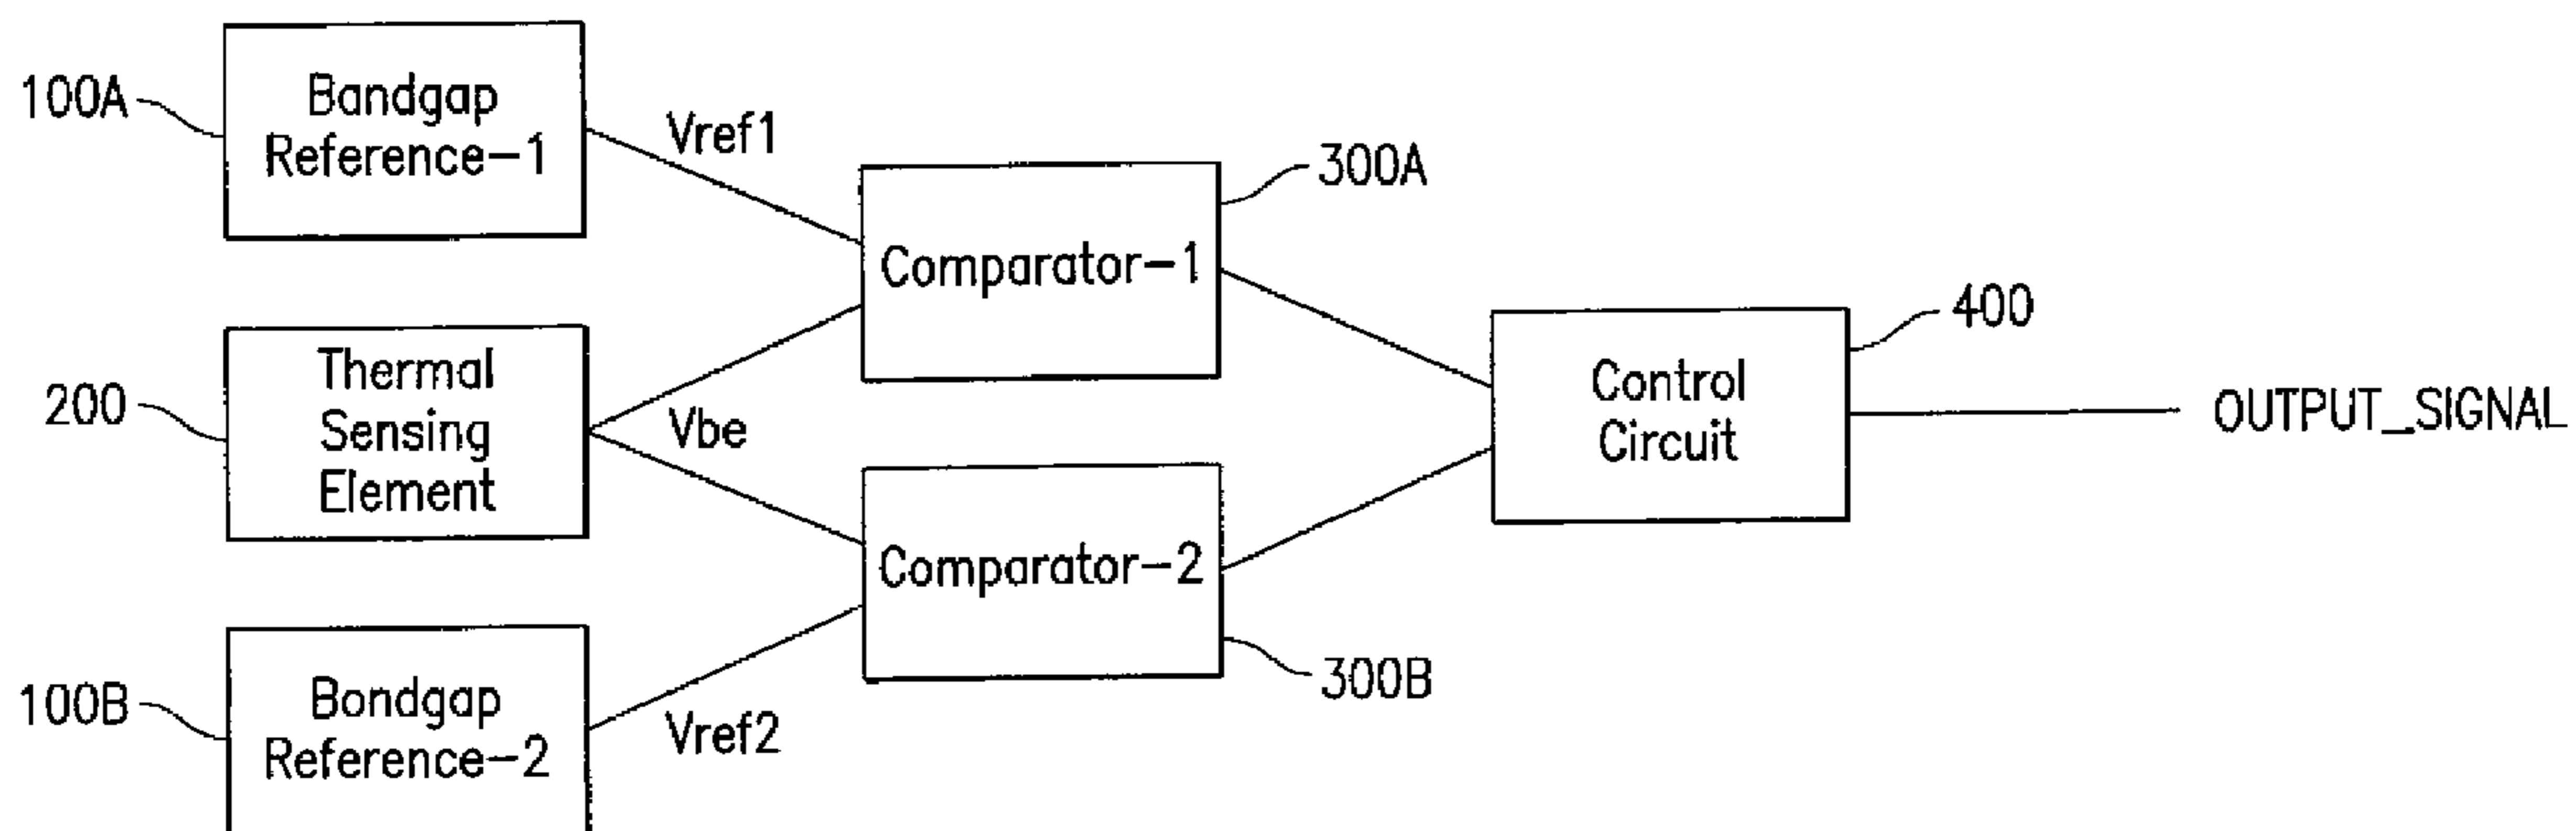 100A
Bandgap
Reference-1
Vref1
Comparator-1
300A
200
Thermal
Sensing
Element
Vbe
Control
Circuit
400
OUTPUT_SIGNAL
Comparator-2
300B
100B
Bondgap
Reference-2
Vref2